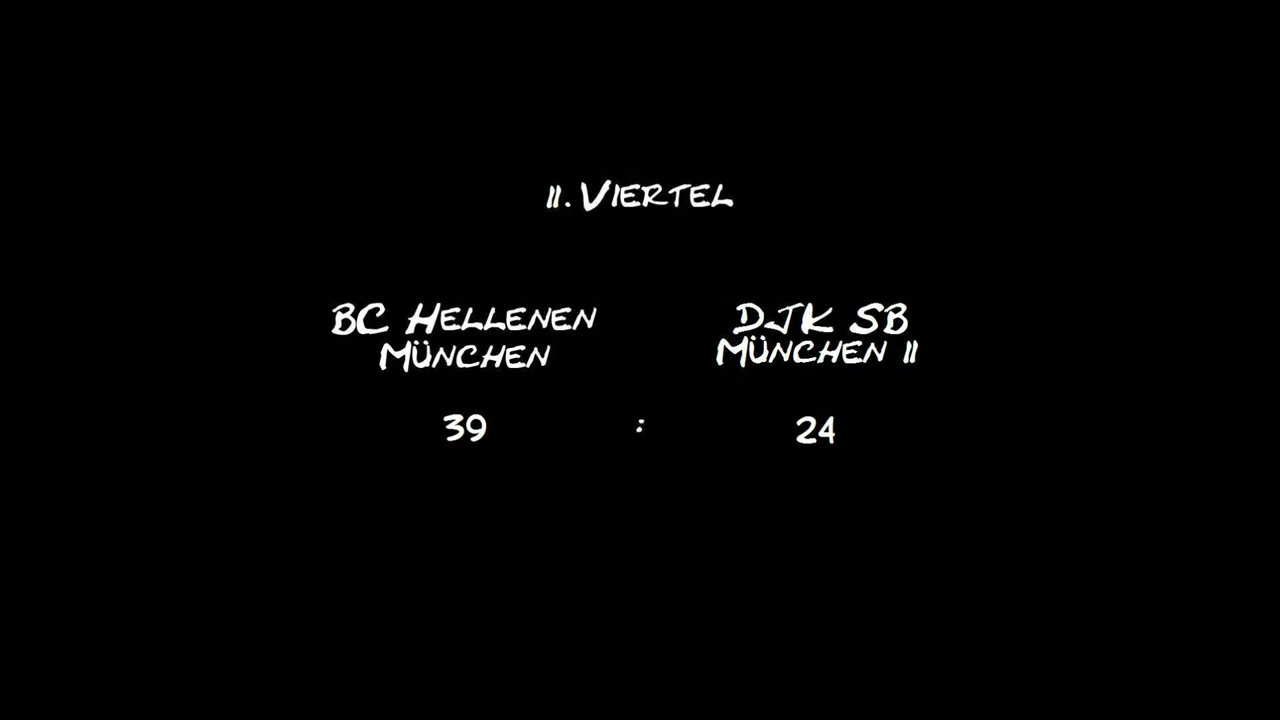 II. Viertel
BC Hellenen
München
DJK SB
München II
39 : 24